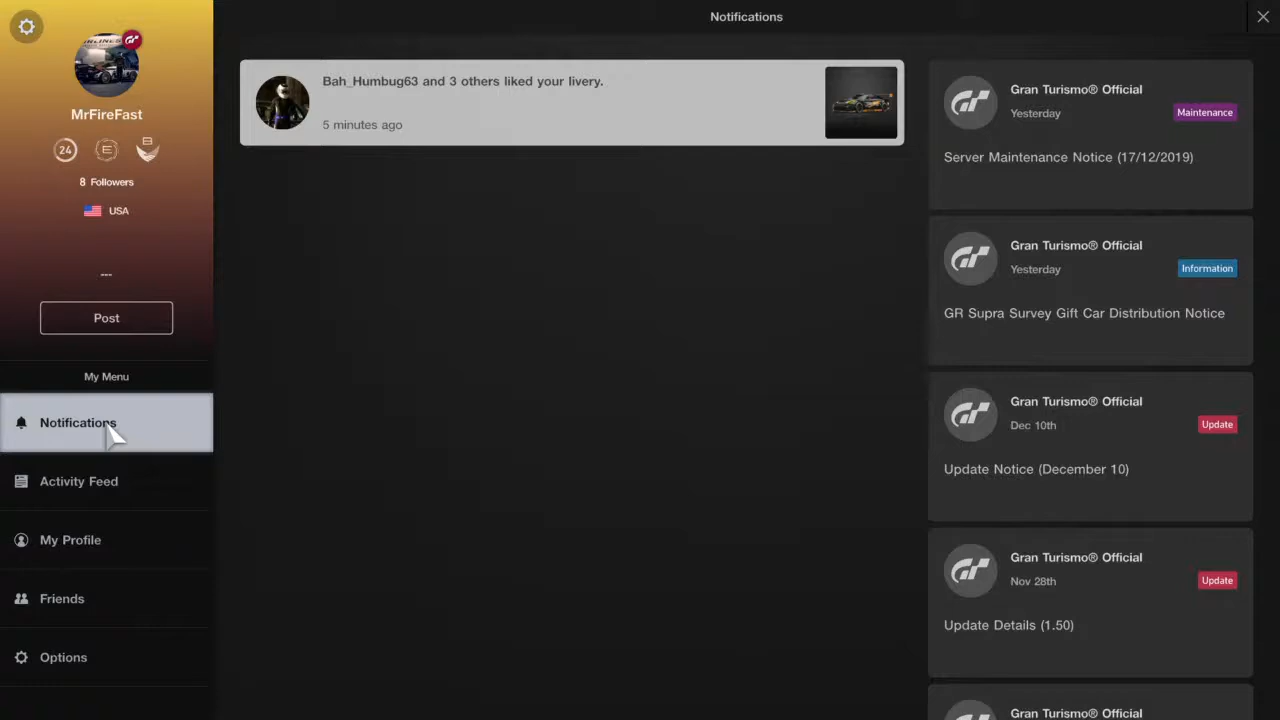 Notifications
MrFireFast
24
E
B
8 Followers
USA
---
Post
My Menu
Notifications
Activity Feed
My Profile
Friends
Options
Bah_Humbug63 and 3 others liked your livery.
5 minutes ago
Gran Turismo® Official
Yesterday
Maintenance
Server Maintenance Notice (17/12/2019)
Gran Turismo® Official
Yesterday
Information
GR Supra Survey Gift Car Distribution Notice
Gran Turismo® Official
Dec 10th
Update
Update Notice (December 10)
Gran Turismo® Official
Nov 28th
Update
Update Details (1.50)
Gran Turismo® Official